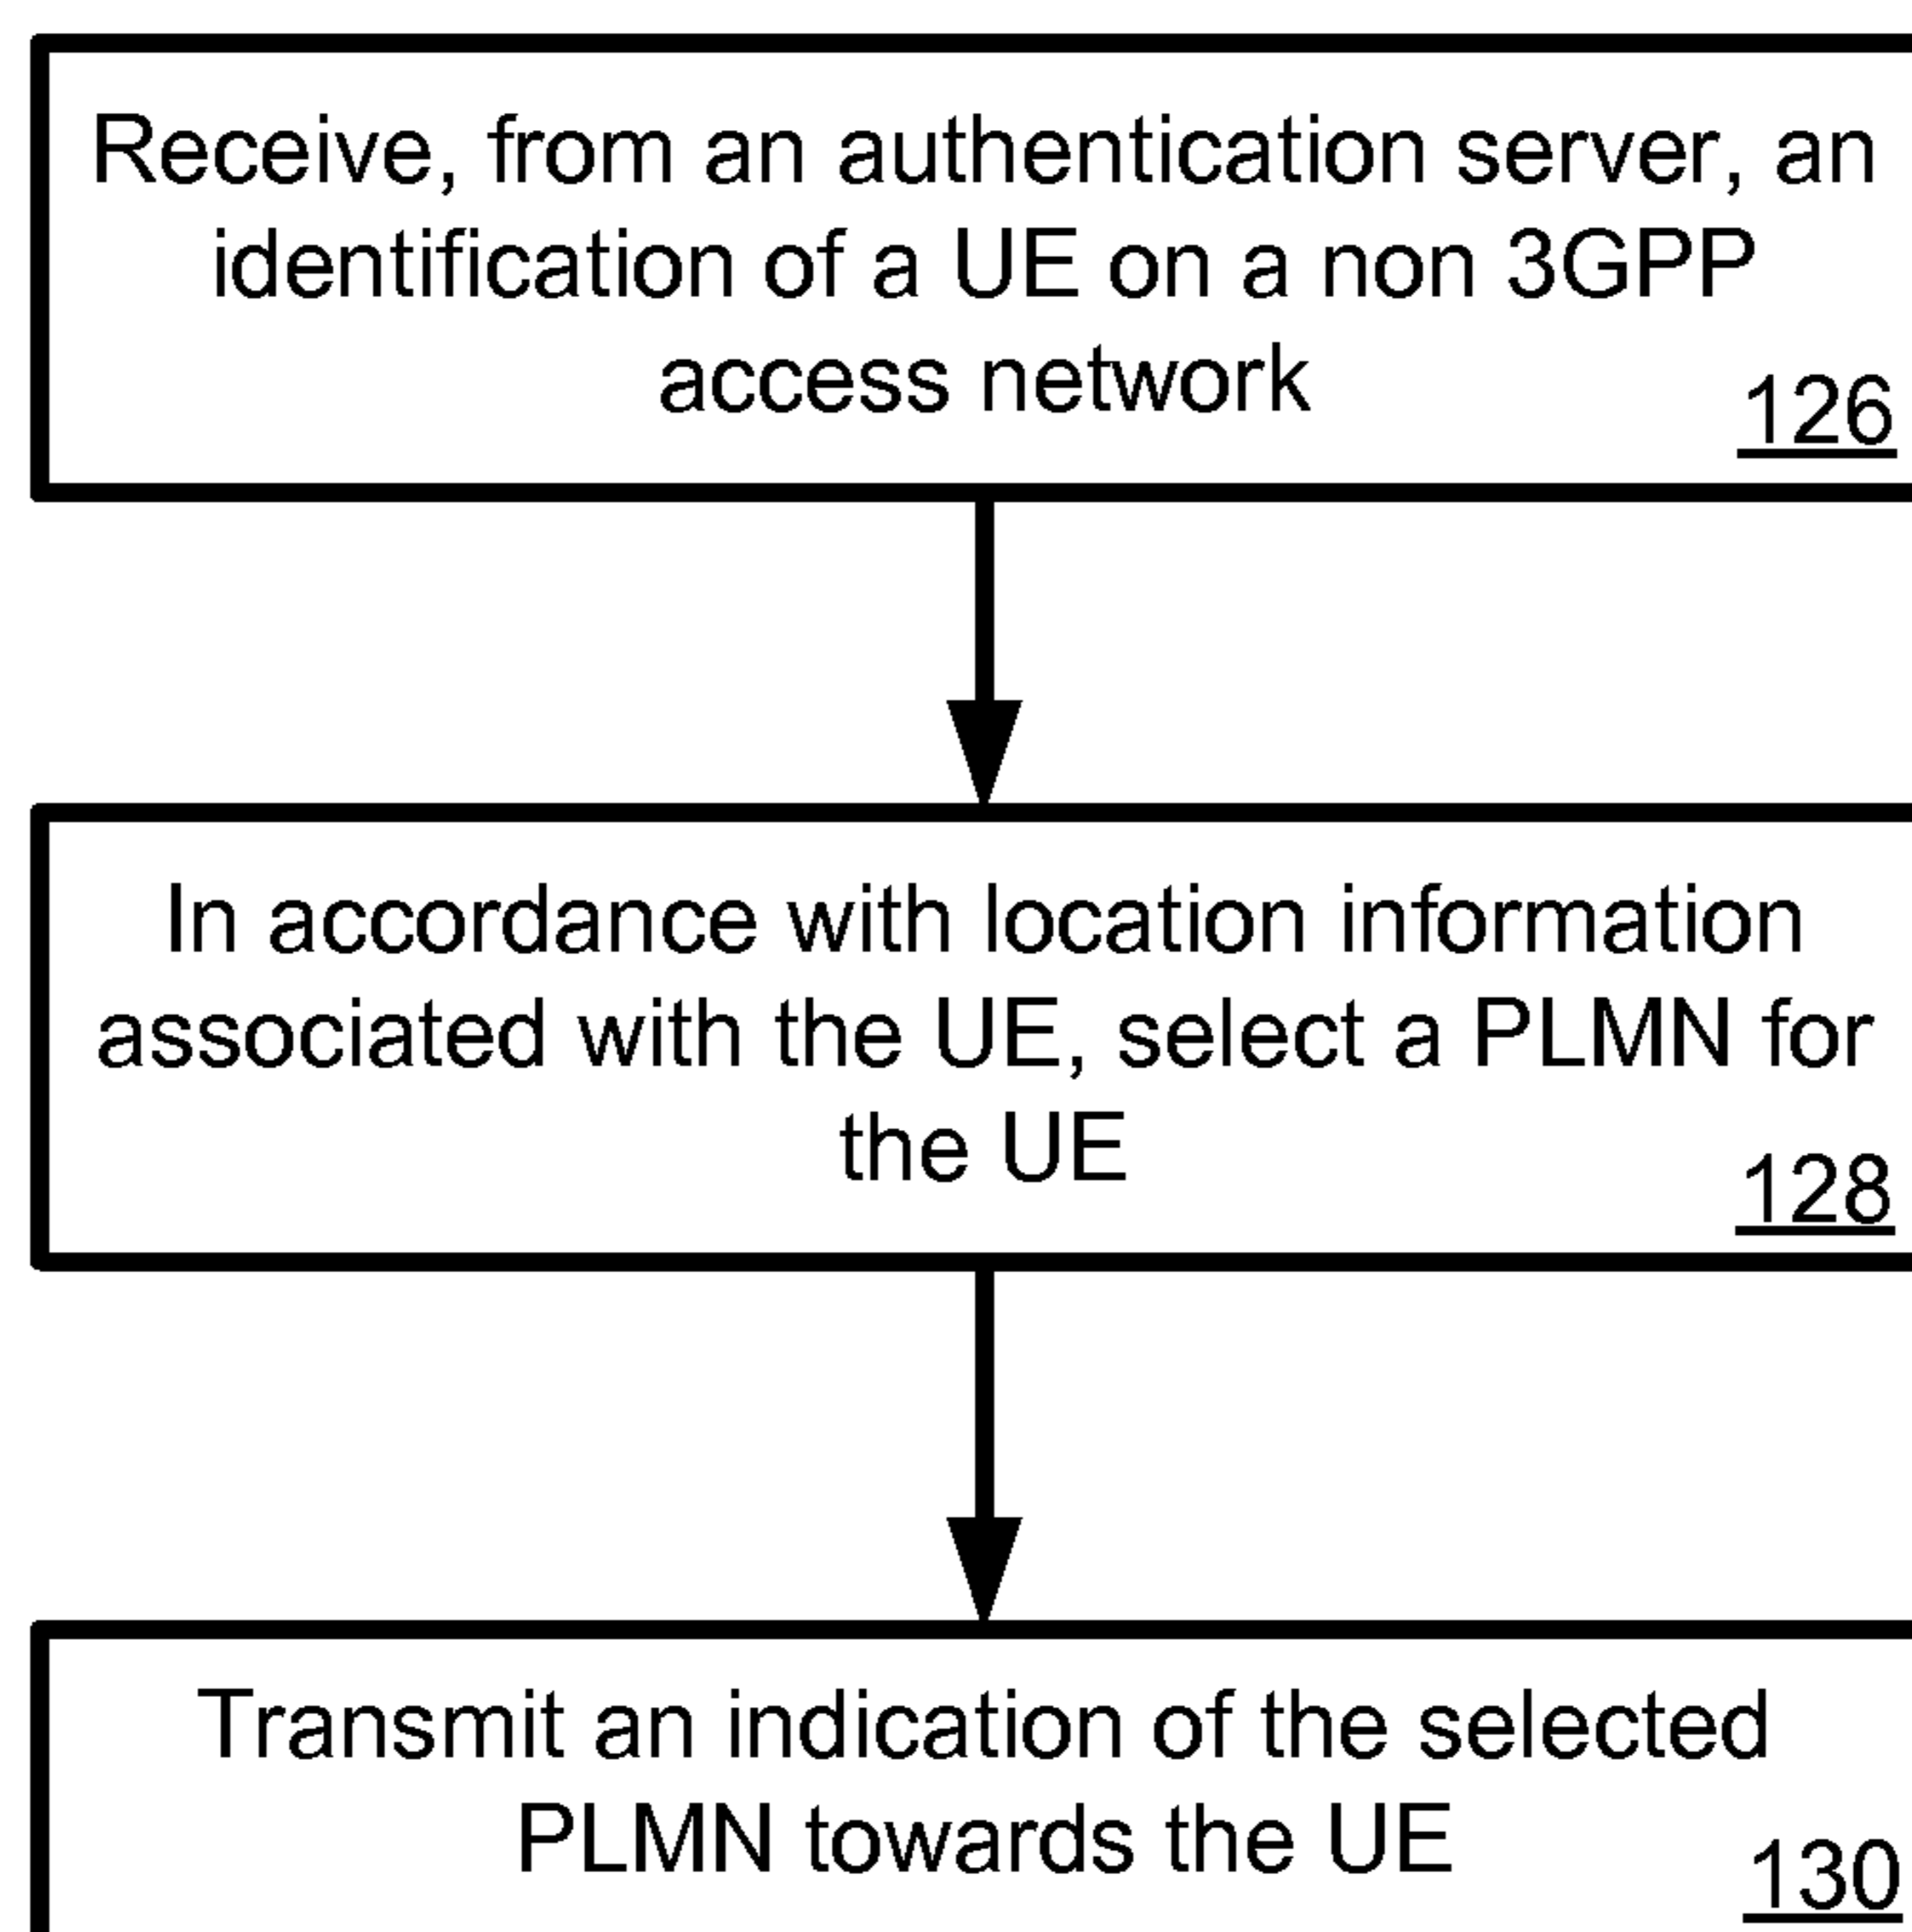 Receive, from an authentication server, an
identification of a UE on a non 3GPP
access network
126
In accordance with location information
associated with the UE, select a PLMN for
the UE
128
Transmit an indication of the selected
PLMN towards the UE
130